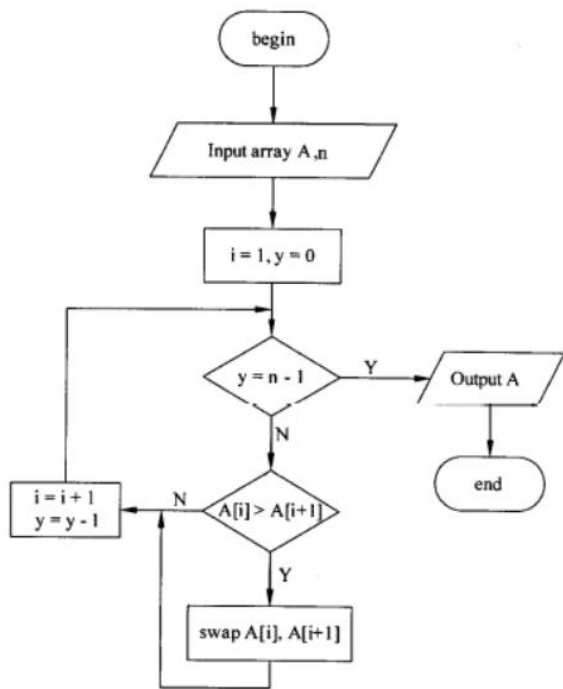 begin
Input array A ,n
i = 1, y = 0
y = n - 1
Y
Output A
N
end
A[i] > A[i+1]
N
i = i + 1
y = y - 1
Y
swap A[i], A[i+1]